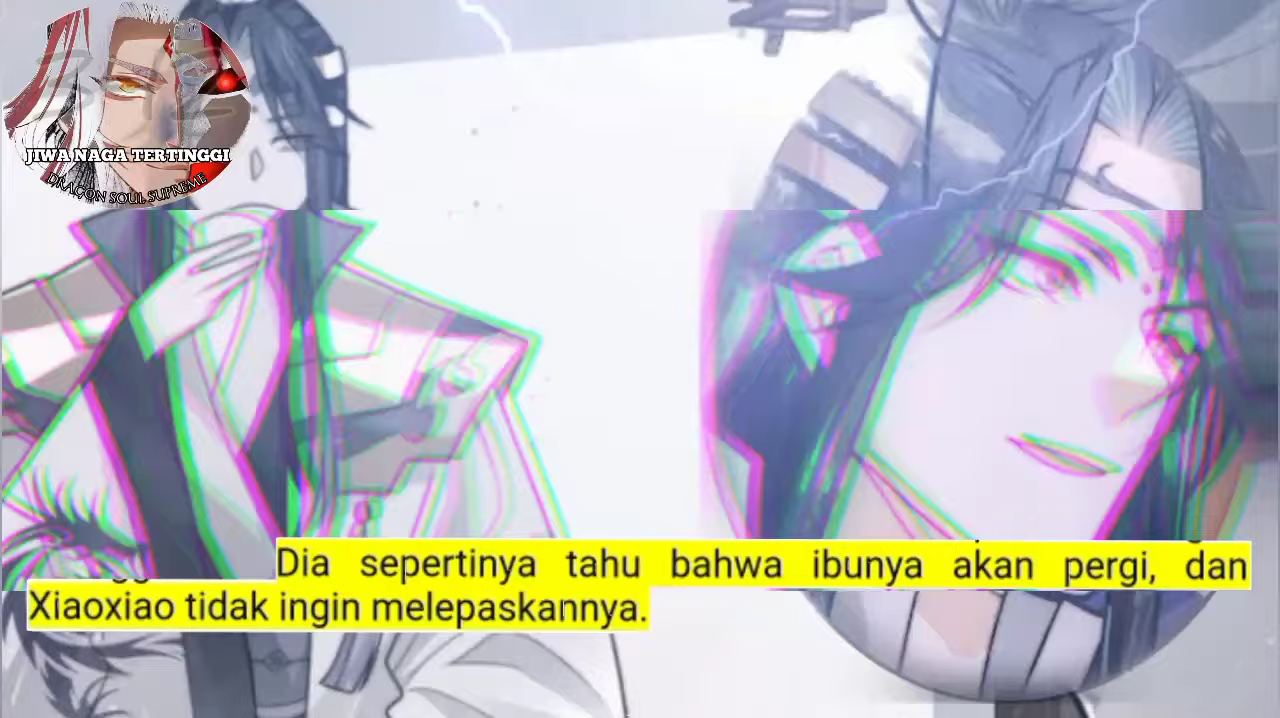 JIWA NAGA TERTINGGI
DRAGON SOUL SUPREME
Dia sepertinya tahu bahwa ibunya akan pergi, dan
Xiaoxiao tidak ingin melepaskannya.